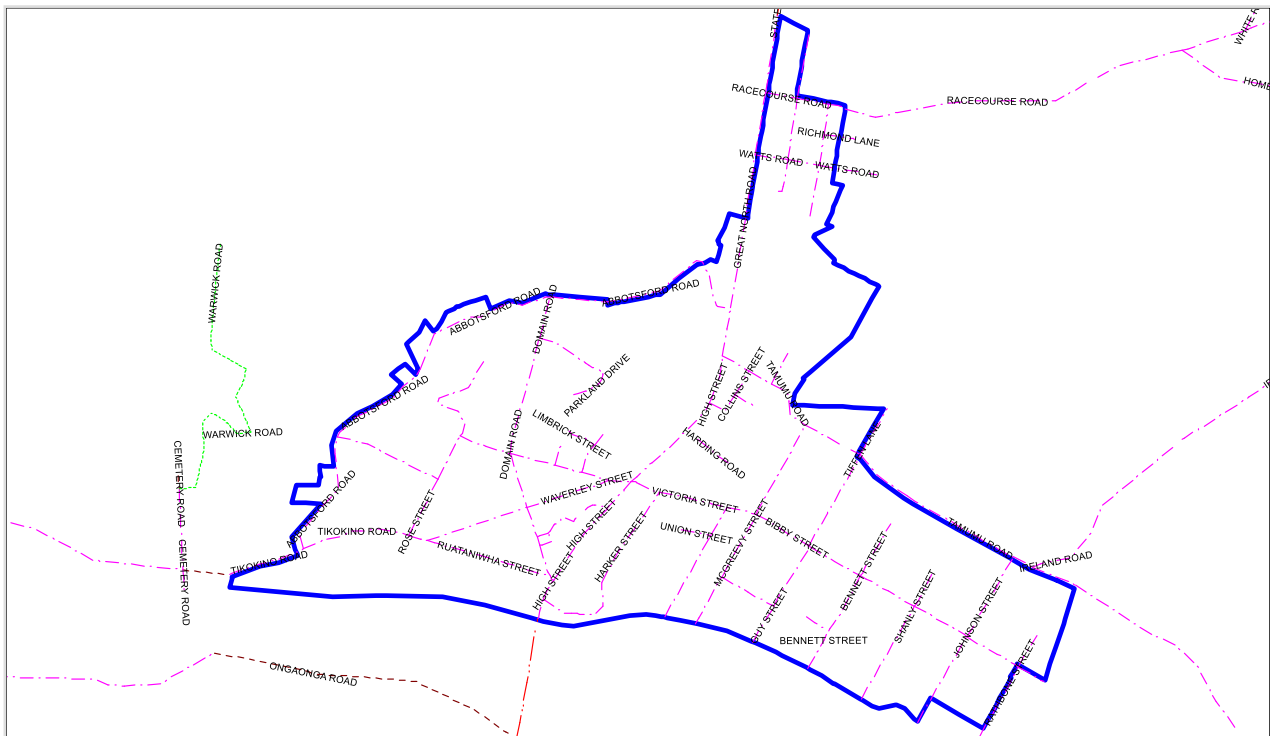 STATE
WHITE R
HOME
RACECOURSE ROAD
RACECOURSE ROAD
RICHMOND LANE
WATTS ROAD
WATTS ROAD
GREAT NORTH ROAD
WARWICK ROAD
ABBOTSFORD ROAD
ABBOTSFORD ROAD
DOMAIN ROAD
PARKLAND DRIVE
HIGH STREET
COLLINS STREET
TAMUMU ROAD
ABBOTSFORD ROAD
LIMBRICK STREET
WARWICK ROAD
DOMAIN ROAD
HARDING ROAD
TIFFEN LANE
CEMETERY ROAD - CEMETERY ROAD
ABBOTSFORD ROAD
WAVERLEY STREET
VICTORIA STREET
TIKOKINO ROAD
ROSE STREET
HIGH STREET
UNION STREET
BIBBY STREET
TAMUMU ROAD
TIKOKINO ROAD
RUATANIWHA STREET
HARKER STREET
MCGREEVY STREET
BENNETT STREET
IRELAND ROAD
HIGH STREET
GUY STREET
BENNETT STREET
SHANLY STREET
JOHNSON STREET
ONGAONGA ROAD
RATHBONE STREET